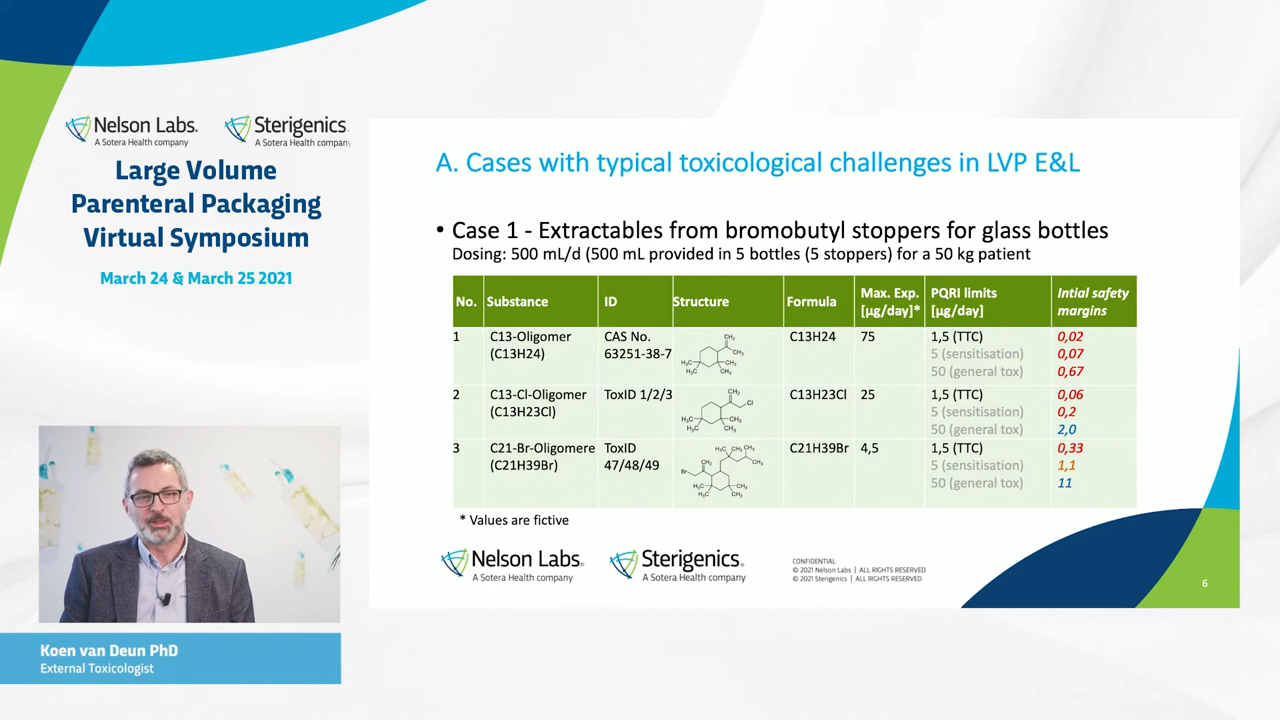 Nelson Labs.
A Sotera Health company
Sterigenics
A Sotera Health company
Large Volume
Parenteral Packaging
Virtual Symposium
March 24 & March 25 2021
Koen van Deun PhD
External Toxicologist
A. Cases with typical toxicological challenges in LVP E&L
• Case 1 - Extractables from bromobutyl stoppers for glass bottles
Dosing: 500 mL/d (500 mL provided in 5 bottles (5 stoppers) for a 50 kg patient
No. Substance ID Structure Formula Max. Exp. [µg/day]* PQRI limits [µg/day] Intial safety margins
1 C13-Oligomer CAS No. C13H24 75 1,5 (TTC) 0,02
(C13H24) 63251-38-7 5 (sensitisation) 0,07
50 (general tox) 0,67
2 C13-Cl-Oligomer ToxID 1/2/3 C13H23Cl 25 1,5 (TTC) 0,06
(C13H23Cl) 5 (sensitisation) 0,2
50 (general tox) 2,0
3 C21-Br-Oligomere ToxID C21H39Br 4,5 1,5 (TTC) 0,33
(C21H39Br) 47/48/49 5 (sensitisation) 1,1
50 (general tox) 11
* Values are fictive
Nelson Labs.
A Sotera Health company
Sterigenics.
A Sotera Health company
CONFIDENTIAL
© 2021 Nelson Labs | ALL RIGHTS RESERVED
© 2021 Sterigenics | ALL RIGHTS RESERVED
6